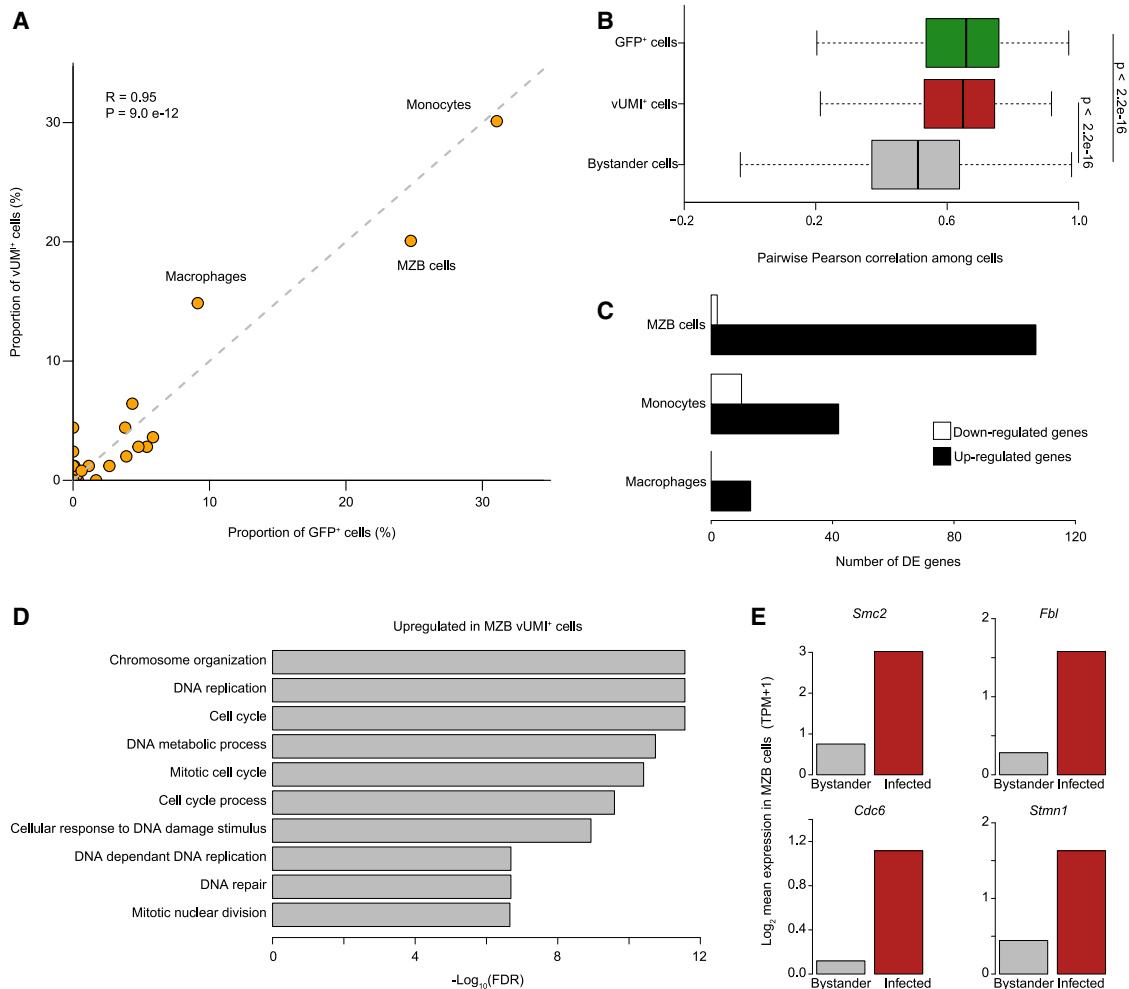 A
R = 0.95
P = 9.0 e-12
Monocytes
MZB cells
Macrophages
Proportion of vUMI⁺ cells (%)
0
10
20
30
0 10 20 30
Proportion of GFP⁺ cells (%)
B
GFP⁺ cells
vUMI⁺ cells
Bystander cells
p < 2.2e-16
p < 2.2e-16
−0.2 0.2 0.6 1.0
Pairwise Pearson correlation among cells
C
MZB cells
Monocytes
Macrophages
Down-regulated genes
Up-regulated genes
0 40 80 120
Number of DE genes
D
Upregulated in MZB vUMI⁺ cells
Chromosome organization
DNA replication
Cell cycle
DNA metabolic process
Mitotic cell cycle
Cell cycle process
Cellular response to DNA damage stimulus
DNA dependant DNA replication
DNA repair
Mitotic nuclear division
0 4 6 8 10 12
-Log₁₀(FDR)
E
Log₂ mean expression in MZB cells (TPM+1)
Smc2
3
2
1
0
Bystander Infected
Fbl
2
1
0
Bystander Infected
Cdc6
1.2
0.8
0.4
0.0
Bystander Infected
Stmn1
2
1
0
Bystander Infected